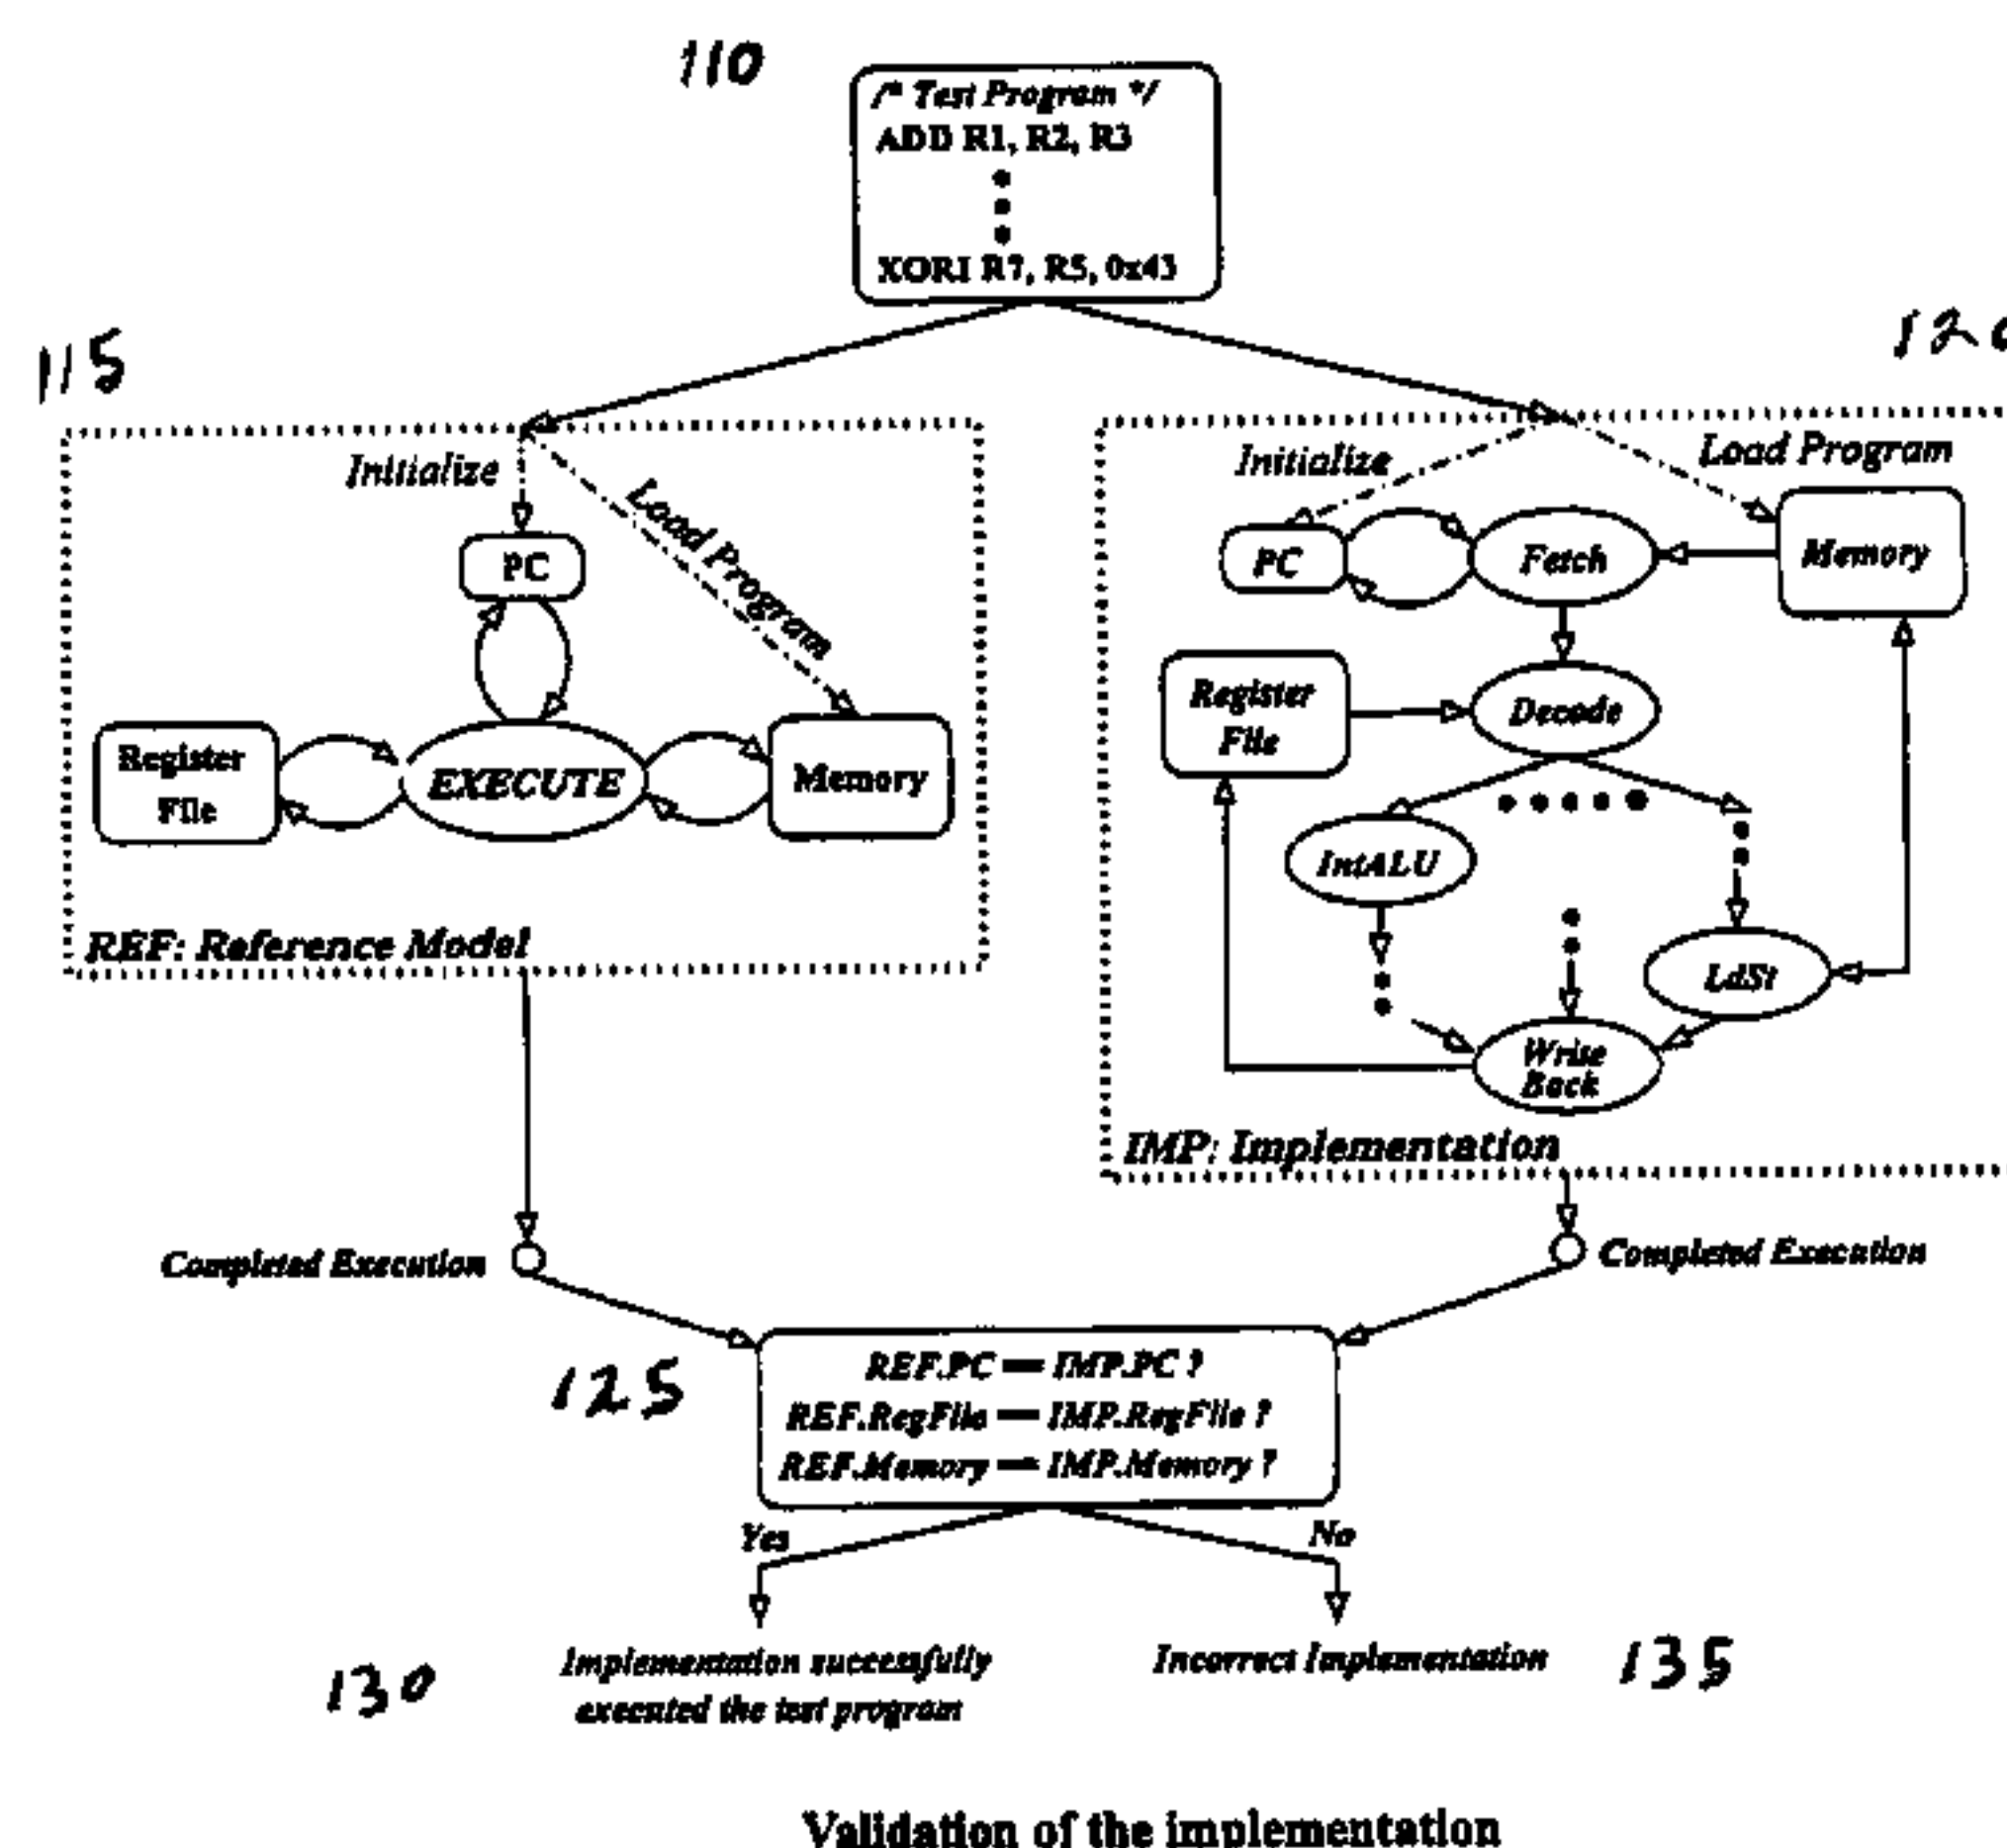 110
/* Test Program */
ADD R1, R2, R3
XORI R7, R5, 0x43
115
Initialize
Load Program
PC
Register
File
EXECUTE
Memory
REF: Reference Model
Initialize
Load Program
PC
Fetch
Memory
Register
File
Decode
IntALU
LdSt
Write
Back
IMP: Implementation
Completed Execution
Completed Execution
125
REF.PC == IMP.PC ?
REF.RegFile == IMP.RegFile ?
REF.Memory == IMP.Memory ?
Yes
No
130
Implementation successfully
executed the test program
Incorrect Implementation
135
Validation of the implementation